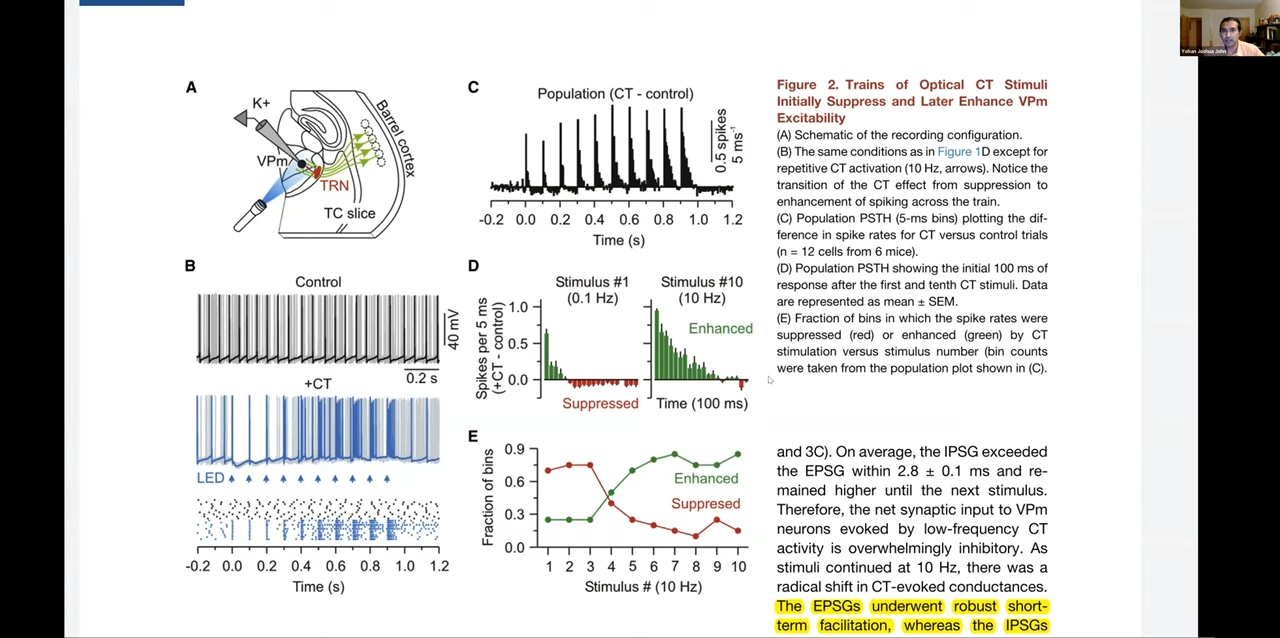 Yohan Joshua John
A
K+
VPm
TRN
TC slice
Barrel cortex
B
Control
40 mV
0.2 s
+CT
LED
-0.2 0.0 0.2 0.4 0.6 0.8 1.0 1.2
Time (s)
C
Population (CT - control)
0.5 spikes
5 ms⁻¹
-0.2 0.0 0.2 0.4 0.6 0.8 1.0 1.2
Time (s)
D
Stimulus #1
(0.1 Hz)
Stimulus #10
(10 Hz)
Spikes per 5 ms
(+CT - control)
1.0
0.5
0.0
Enhanced
Suppressed
Time (100 ms)
E
Fraction of bins
0.9
0.6
0.3
0.0
Enhanced
Suppresed
1 2 3 4 5 6 7 8 9 10
Stimulus # (10 Hz)
Figure 2. Trains of Optical CT Stimuli
Initially Suppress and Later Enhance VPm
Excitability
(A) Schematic of the recording configuration.
(B) The same conditions as in Figure 1D except for
repetitive CT activation (10 Hz, arrows). Notice the
transition of the CT effect from suppression to
enhancement of spiking across the train.
(C) Population PSTH (5-ms bins) plotting the dif-
ference in spike rates for CT versus control trials
(n = 12 cells from 6 mice).
(D) Population PSTH showing the initial 100 ms of
response after the first and tenth CT stimuli. Data
are represented as mean ± SEM.
(E) Fraction of bins in which the spike rates were
suppressed (red) or enhanced (green) by CT
stimulation versus stimulus number (bin counts
were taken from the population plot shown in (C).
and 3C). On average, the IPSG exceeded
the EPSG within 2.8 ± 0.1 ms and re-
mained higher until the next stimulus.
Therefore, the net synaptic input to VPm
neurons evoked by low-frequency CT
activity is overwhelmingly inhibitory. As
stimuli continued at 10 Hz, there was a
radical shift in CT-evoked conductances.
The EPSGs underwent robust short-
term facilitation, whereas the IPSGs